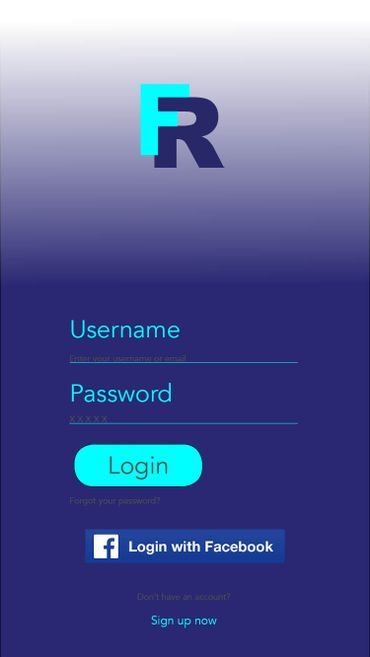 FR
Username
Enter your username or email
Password
X X X X X
Login
Forgot your password?
f Login with Facebook
Don't have an account?
Sign up now